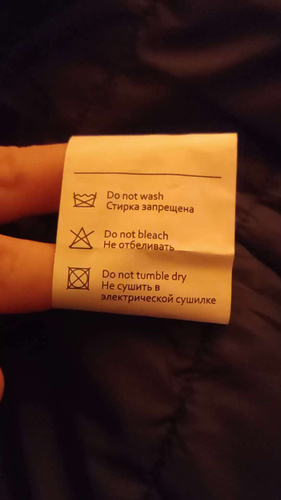 Do not wash
Стирка запрещена
Do not bleach
Не отбеливать
Do not tumble dry
Не сушить в
электрической сушилке